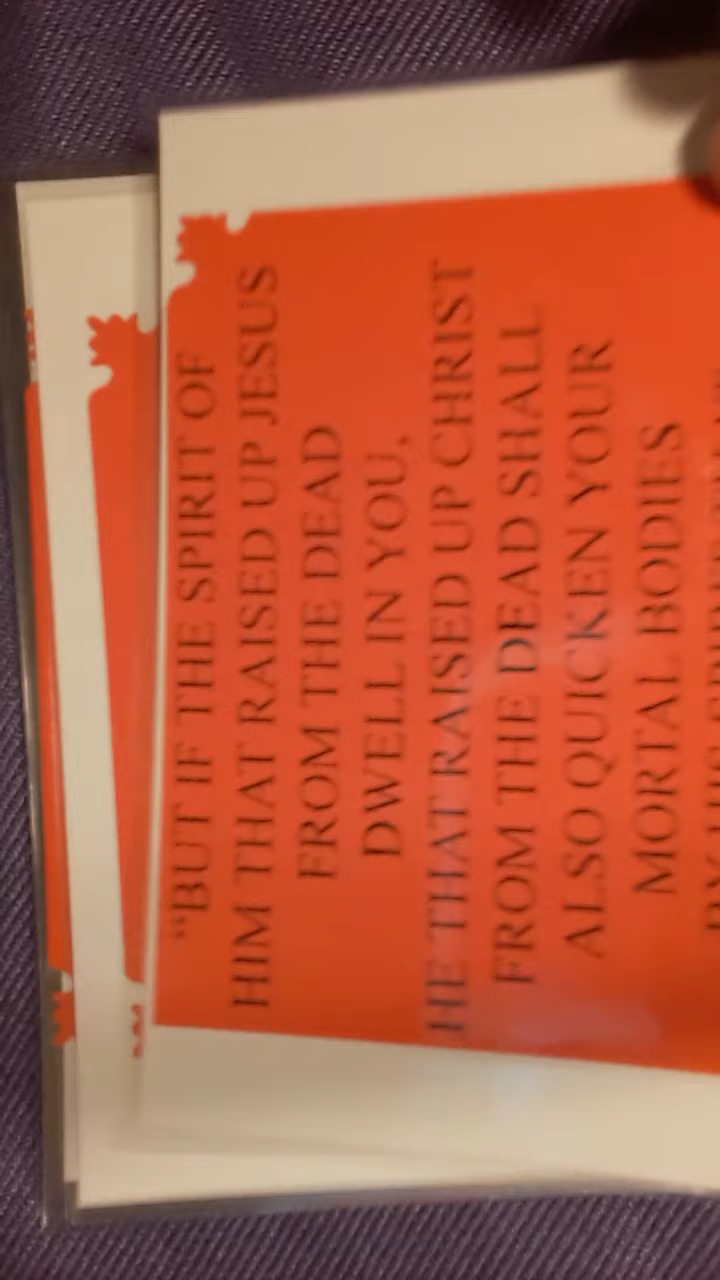 “BUT IF THE SPIRIT OF
HIM THAT RAISED UP JESUS
FROM THE DEAD
DWELL IN YOU,
HE THAT RAISED UP CHRIST
FROM THE DEAD SHALL
ALSO QUICKEN YOUR
MORTAL BODIES